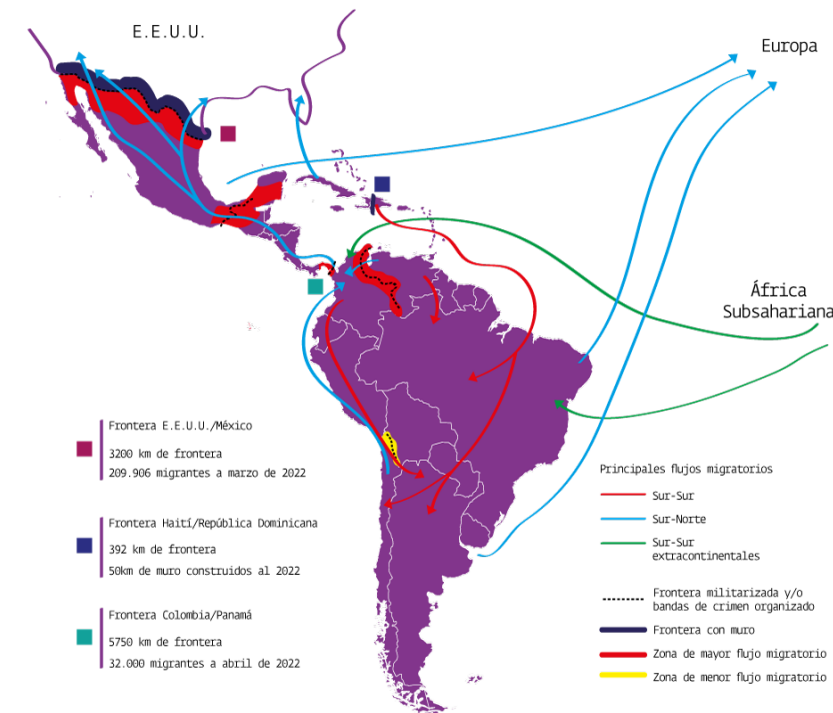 E.E.U.U.
Europa
África
Subsahariana
Frontera E.E.U.U./México
3200 km de frontera
209.906 migrantes a marzo de 2022
Frontera Haití/República Dominicana
392 km de frontera
50km de muro construidos al 2022
Frontera Colombia/Panamá
5750 km de frontera
32.000 migrantes a abril de 2022
Principales flujos migratorios
Sur-Sur
Sur-Norte
Sur-Sur
extracontinentales
Frontera militarizada y/o
bandas de crimen organizado
Frontera con muro
Zona de mayor flujo migratorio
Zona de menor flujo migratorio